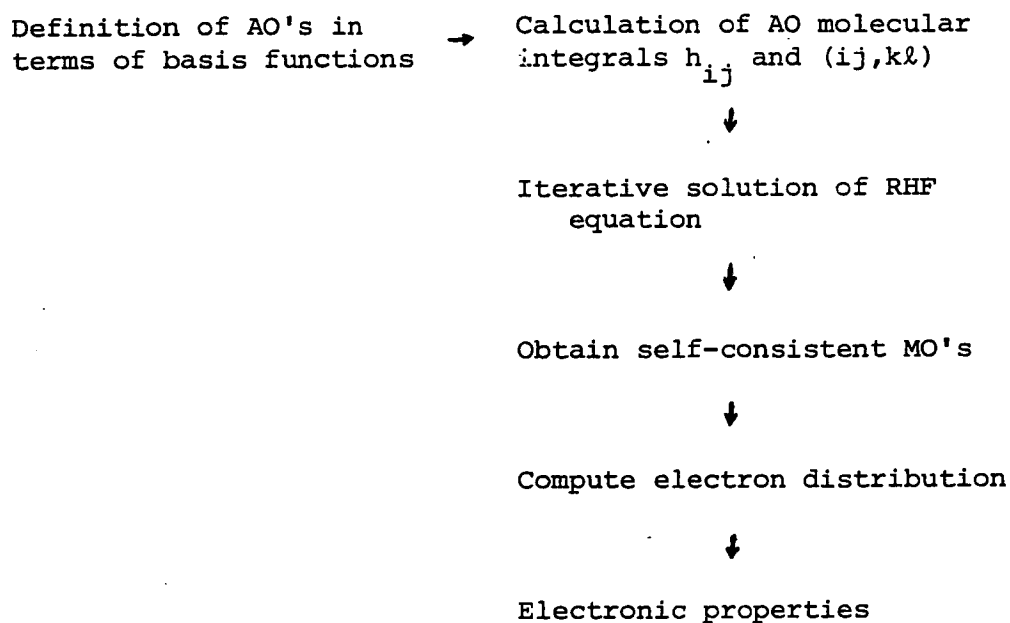 Definition of AO's in
terms of basis functions
→
Calculation of AO molecular
integrals h_ij and (ij,kℓ)
↓
Iterative solution of RHF
equation
↓
Obtain self-consistent MO's
↓
Compute electron distribution
↓
Electronic properties